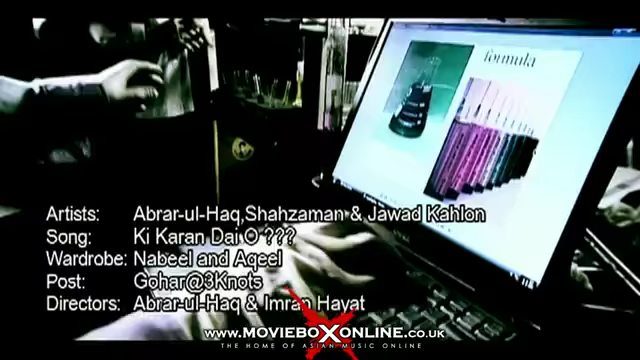 formula
Artists: Abrar-ul-Haq,Shahzaman & Jawad Kahlon
Song: Ki Karan Dai O ???
Wardrobe: Nabeel and Aqeel
Post: Gohar@3Knots
Directors: Abrar-ul-Haq & Imran Hayat
www.MOVIEBOXONLINE.co.uk
THE HOME OF ASIAN MUSIC ONLINE